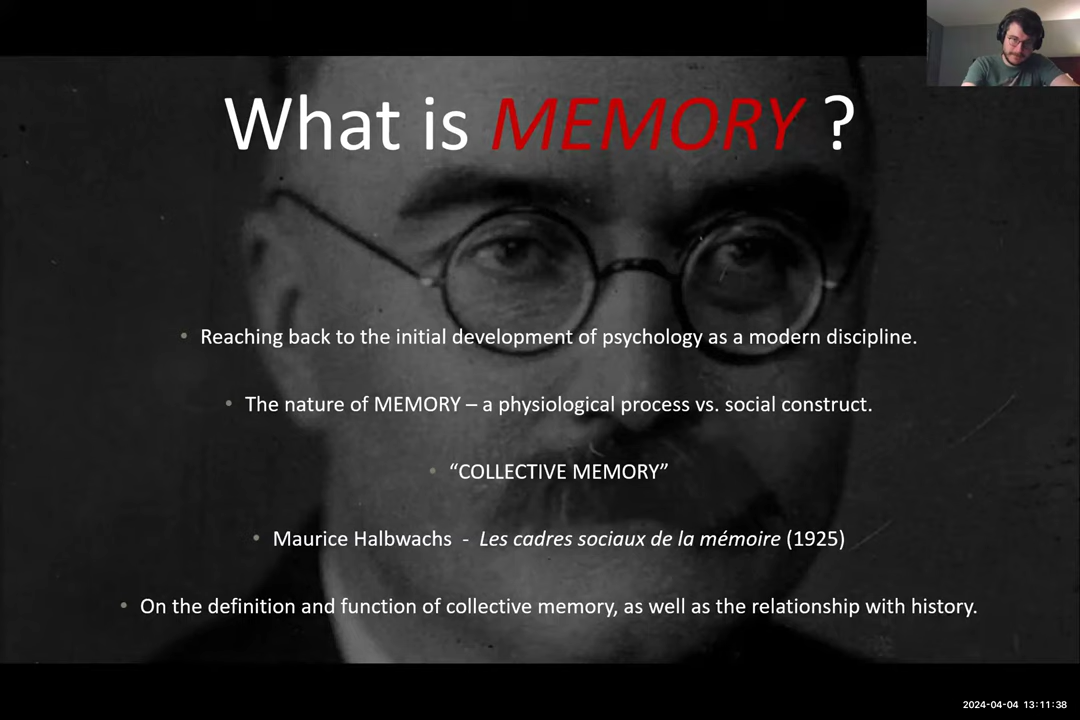 What is MEMORY ?
• Reaching back to the initial development of psychology as a modern discipline.
• The nature of MEMORY – a physiological process vs. social construct.
• “COLLECTIVE MEMORY”
• Maurice Halbwachs - Les cadres sociaux de la mémoire (1925)
• On the definition and function of collective memory, as well as the relationship with history.
2024-04-04 13:11:38